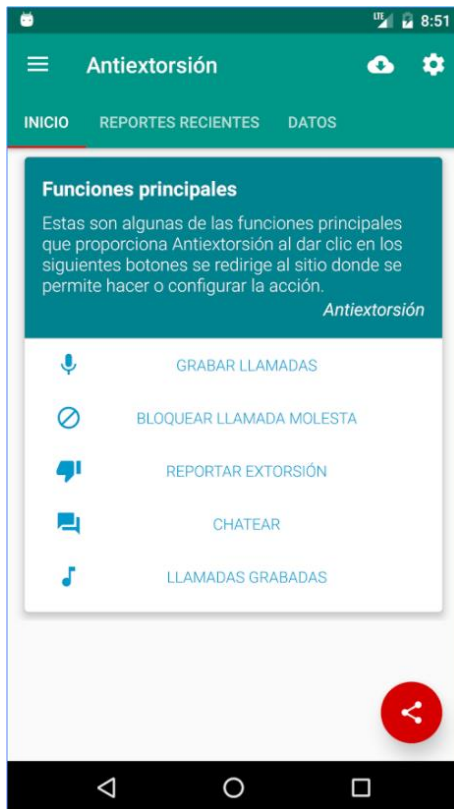 LTE 8:51
Antiextorsión
INICIO REPORTES RECIENTES DATOS
Funciones principales
Estas son algunas de las funciones principales
que proporciona Antiextorsión al dar clic en los
siguientes botones se redirige al sitio donde se
permite hacer o configurar la acción.
Antiextorsión
GRABAR LLAMADAS
BLOQUEAR LLAMADA MOLESTA
REPORTAR EXTORSIÓN
CHATEAR
LLAMADAS GRABADAS